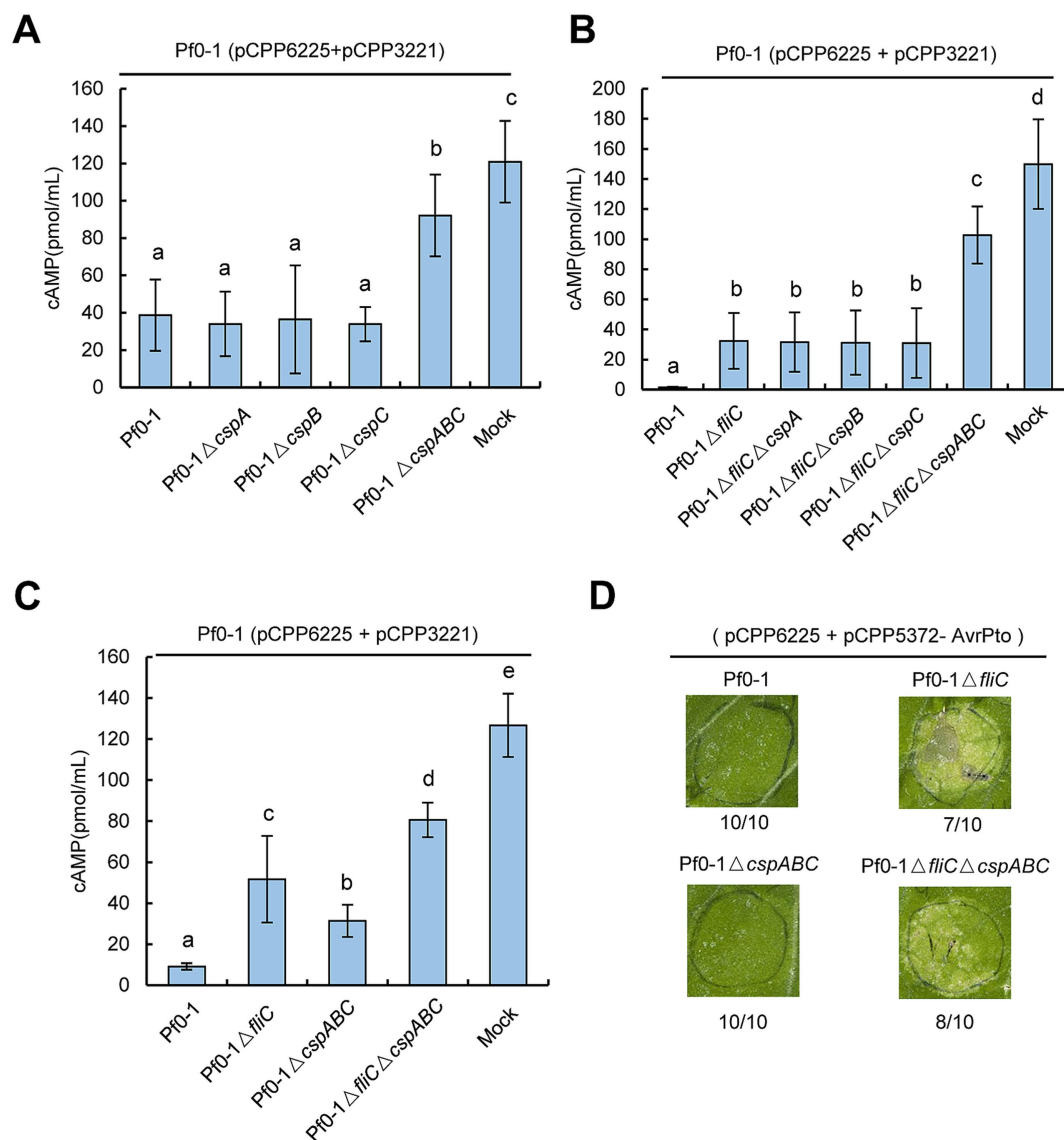 A
Pf0-1 (pCPP6225+pCPP3221)
cAMP(pmol/mL)
160
140
120
100
80
60
40
20
0
a
a
a
a
b
c
Pf0-1
Pf0-1△cspA
Pf0-1△cspB
Pf0-1△cspC
Pf0-1 △cspABC
Mock
B
Pf0-1 (pCPP6225 + pCPP3221)
cAMP(pmol/mL)
200
180
160
140
120
100
80
60
40
20
0
a
b
b
b
b
c
d
Pf0-1
Pf0-1△fliC
Pf0-1△fliC△cspA
Pf0-1△fliC△cspB
Pf0-1△fliC△cspC
Pf0-1△fliC△cspABC
Mock
C
Pf0-1 (pCPP6225 + pCPP3221)
cAMP(pmol/mL)
160
140
120
100
80
60
40
20
0
a
c
b
d
e
Pf0-1
Pf0-1△fliC
Pf0-1△cspABC
Pf0-1△fliC△cspABC
Mock
D
( pCPP6225 + pCPP5372- AvrPto )
Pf0-1
Pf0-1△fliC
10/10
7/10
Pf0-1△cspABC
Pf0-1△fliC△cspABC
10/10
8/10